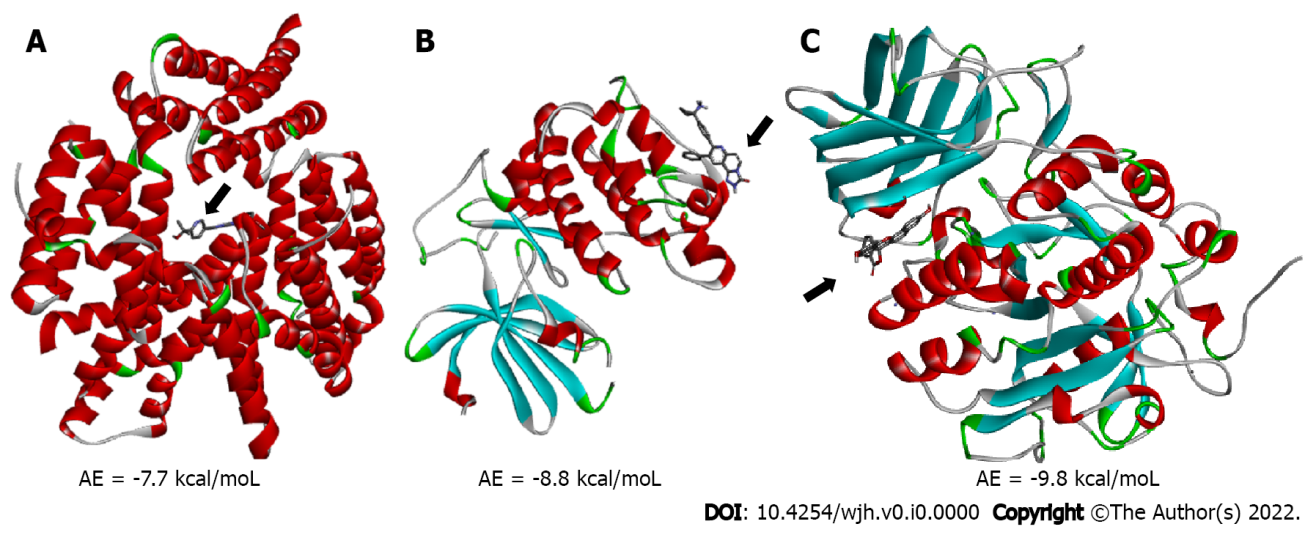 A
B
C
AE = -7.7 kcal/moL
AE = -8.8 kcal/moL
AE = -9.8 kcal/moL
DOI: 10.4254/wjh.v0.i0.0000 Copyright ©The Author(s) 2022.